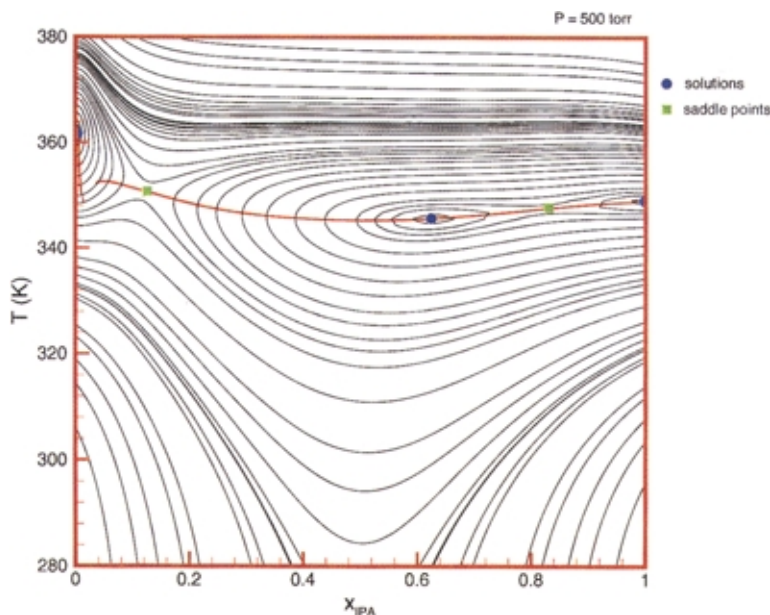 P = 500 torr
solutions
saddle points
T (K)
380
360
340
320
300
280
0
0.2
0.4
0.6
0.8
1
x_IPA